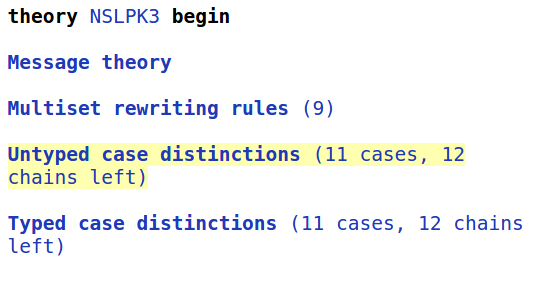 theory NSLPK3 begin
Message theory
Multiset rewriting rules (9)
Untyped case distinctions (11 cases, 12
chains left)
Typed case distinctions (11 cases, 12 chains
left)